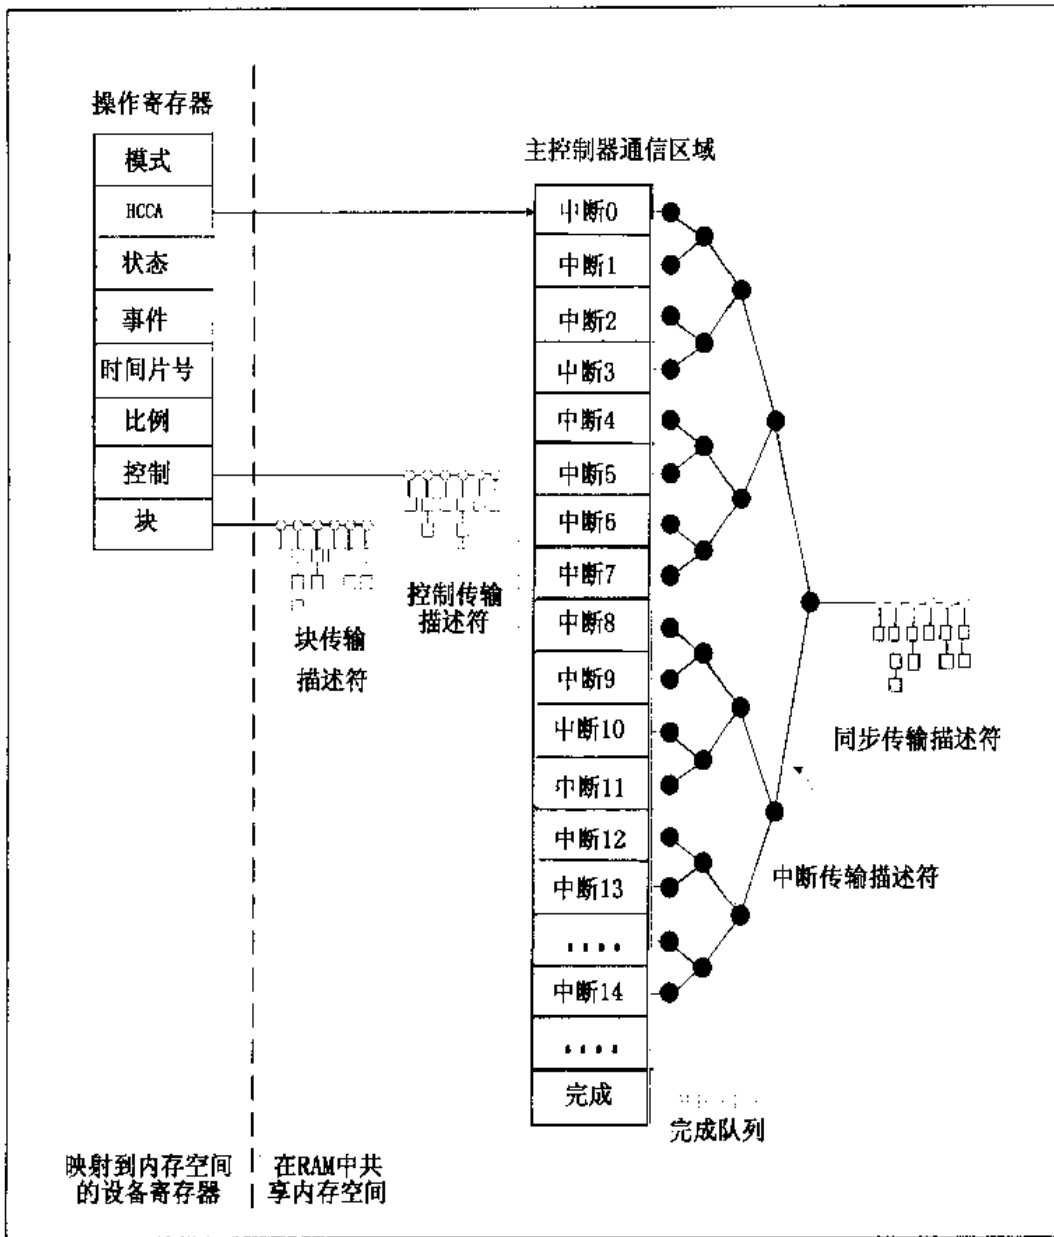 操作寄存器
模式
HCCA
状态
事件
时间片号
比例
控制
块
块传输
描述符
控制传输
描述符
主控制器通信区域
中断0
中断1
中断2
中断3
中断4
中断5
中断6
中断7
中断8
中断9
中断10
中断11
中断12
中断13
....
中断14
....
完成
完成队列
同步传输描述符
中断传输描述符
映射到内存空间
的设备寄存器
在RAM中共
享内存空间